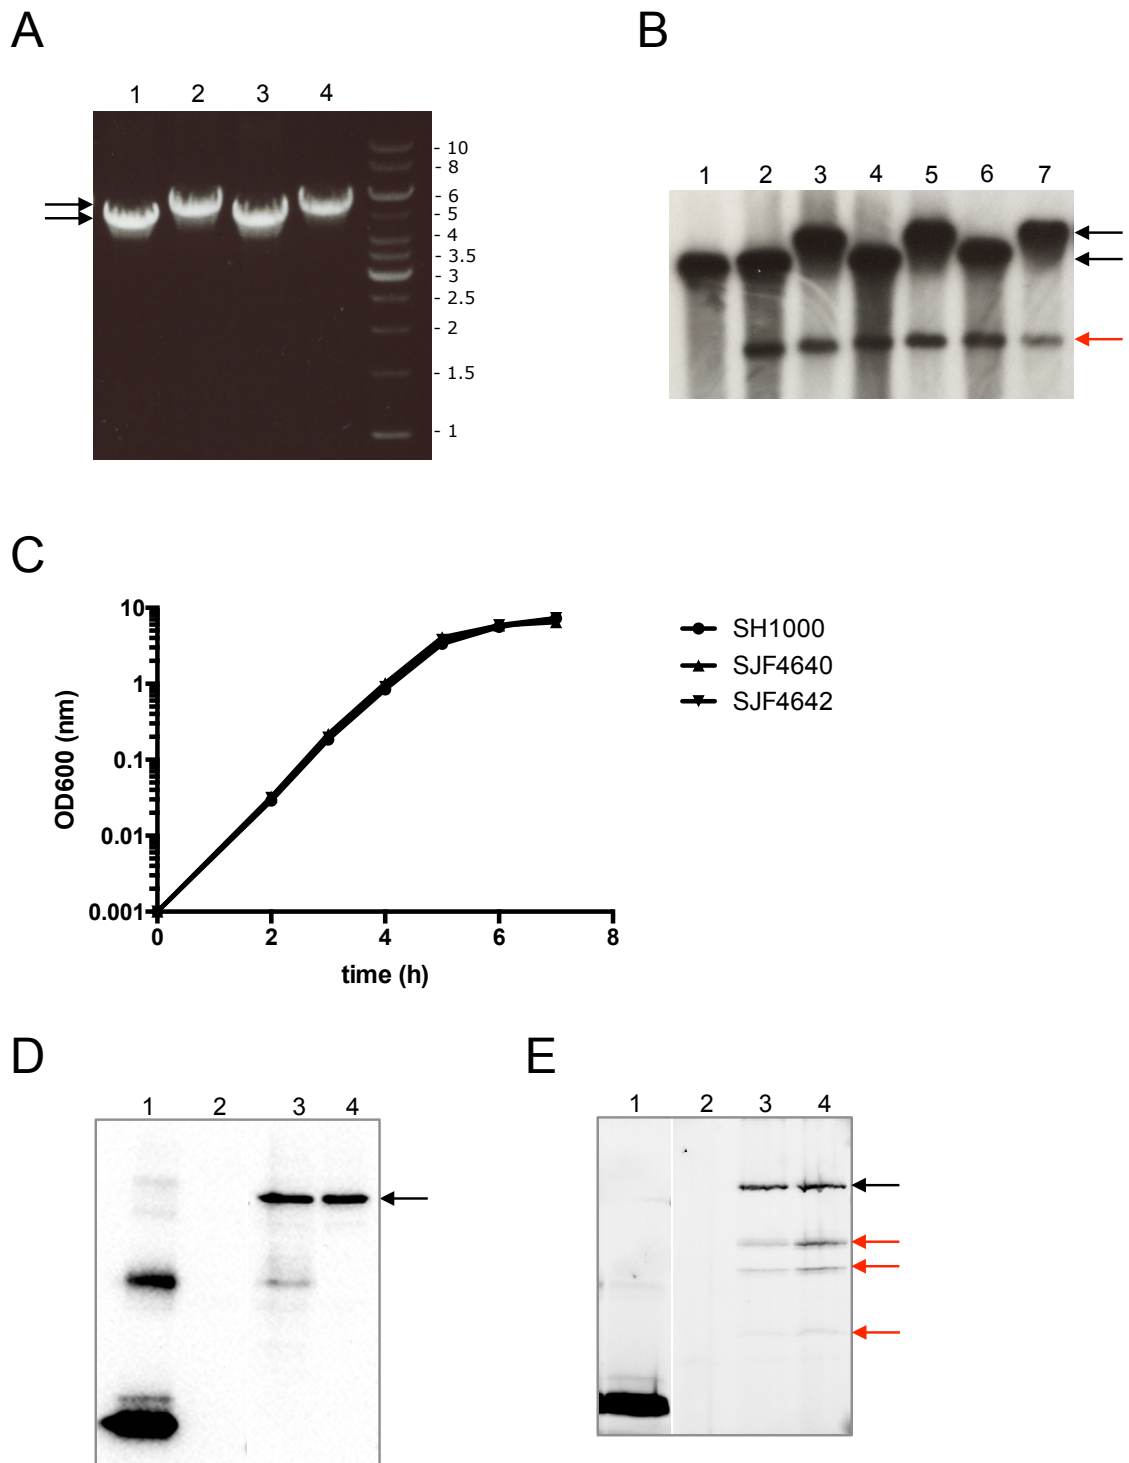 A
B
1 2 3 4
- 10
- 8
- 6
- 5
- 4
- 3.5
- 3
- 2.5
- 2
- 1.5
- 1
1 2 3 4 5 6 7
C
10
1
0.1
0.01
0.001
OD600 (nm)
0 2 4 6 8
time (h)
SH1000
SJF4640
SJF4642
D
E
1 2 3 4
1 2 3 4